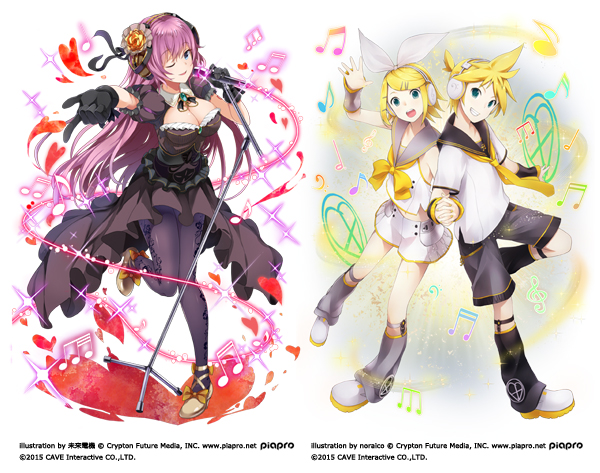 illustration by 未來電機 © Crypton Future Media, INC. www.piapro.net piapro
©2015 CAVE Interactive CO.,LTD.
illustration by noraico © Crypton Future Media, INC. www.piapro.net piapro
©2015 CAVE Interactive CO.,LTD.